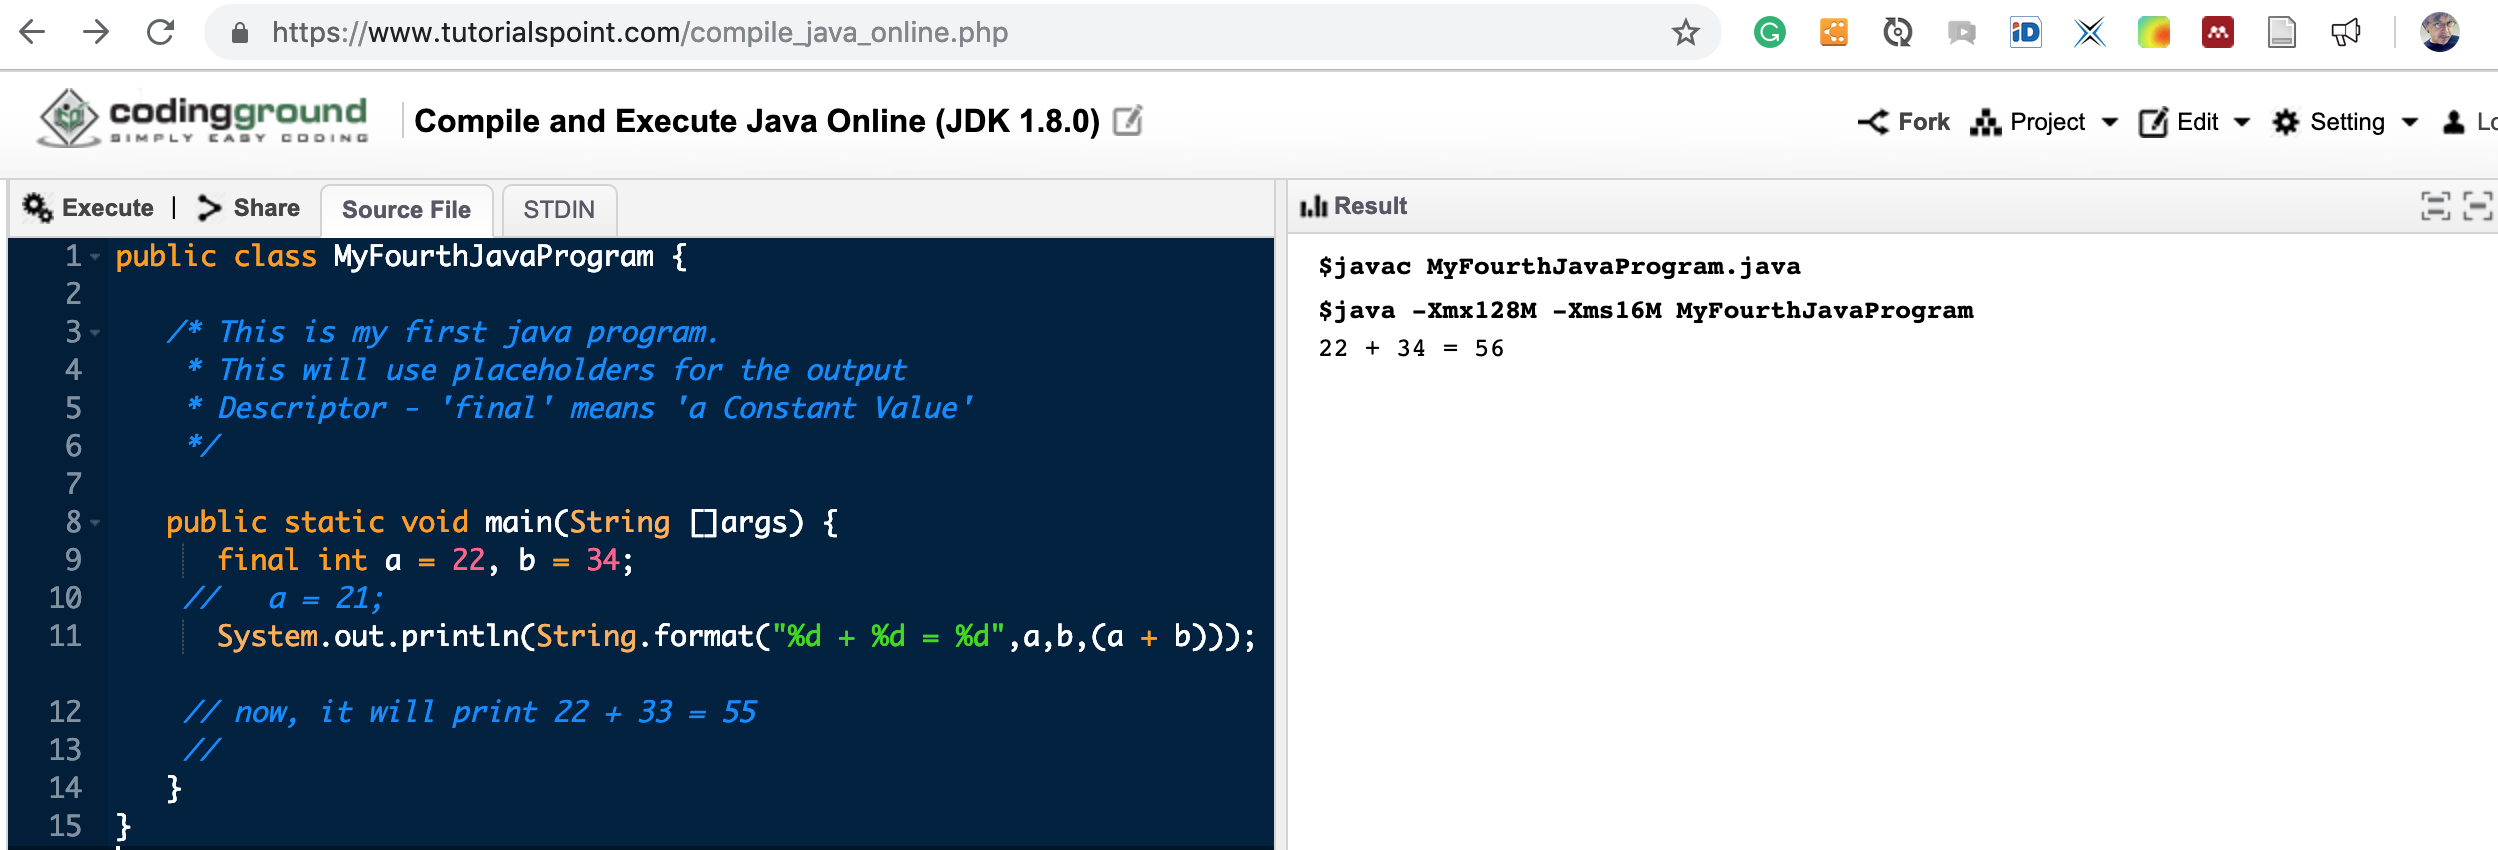 https://www.tutorialspoint.com/compile_java_online.php
codingground
SIMPLY EASY CODING
Compile and Execute Java Online (JDK 1.8.0)
Fork Project Edit Setting Lo
Execute | Share Source File STDIN
Result
1 public class MyFourthJavaProgram {
2
3 /* This is my first java program.
4 * This will use placeholders for the output
5 * Descriptor - 'final' means 'a Constant Value'
6 */
7
8 public static void main(String []args) {
9 final int a = 22, b = 34;
10 // a = 21;
11 System.out.println(String.format("%d + %d = %d",a,b,(a + b)));
12 // now, it will print 22 + 33 = 55
13 //
14 }
15 }
$javac MyFourthJavaProgram.java
$java -Xmx128M -Xms16M MyFourthJavaProgram
22 + 34 = 56